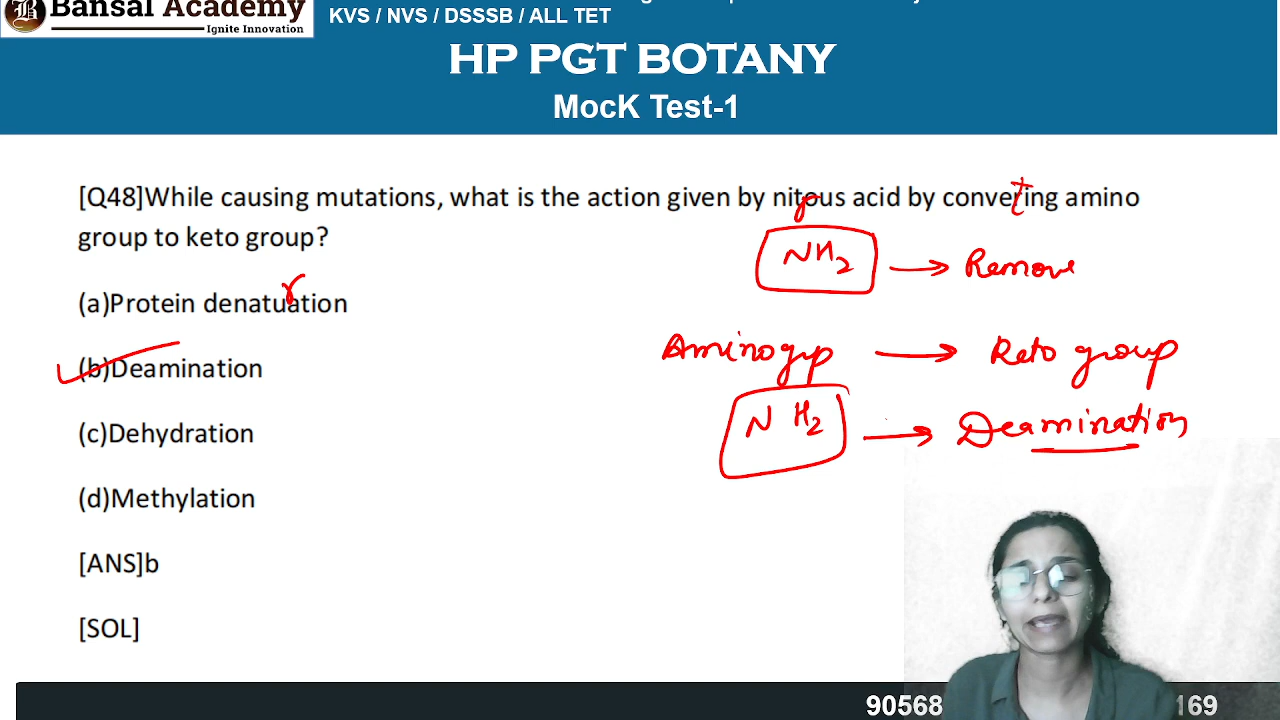 Bansal Academy
Ignite Innovation
KVS / NVS / DSSSB / ALL TET
HP PGT BOTANY
MocK Test-1
[Q48]While causing mutations, what is the action given by nitrous acid by converting amino
group to keto group?
NH2 → Remove
(a)Protein denaturation
Aminogrp → Keto group
(b)Deamination
NH2 → Deamination
(c)Dehydration
(d)Methylation
[ANS]b
[SOL]
90568
169